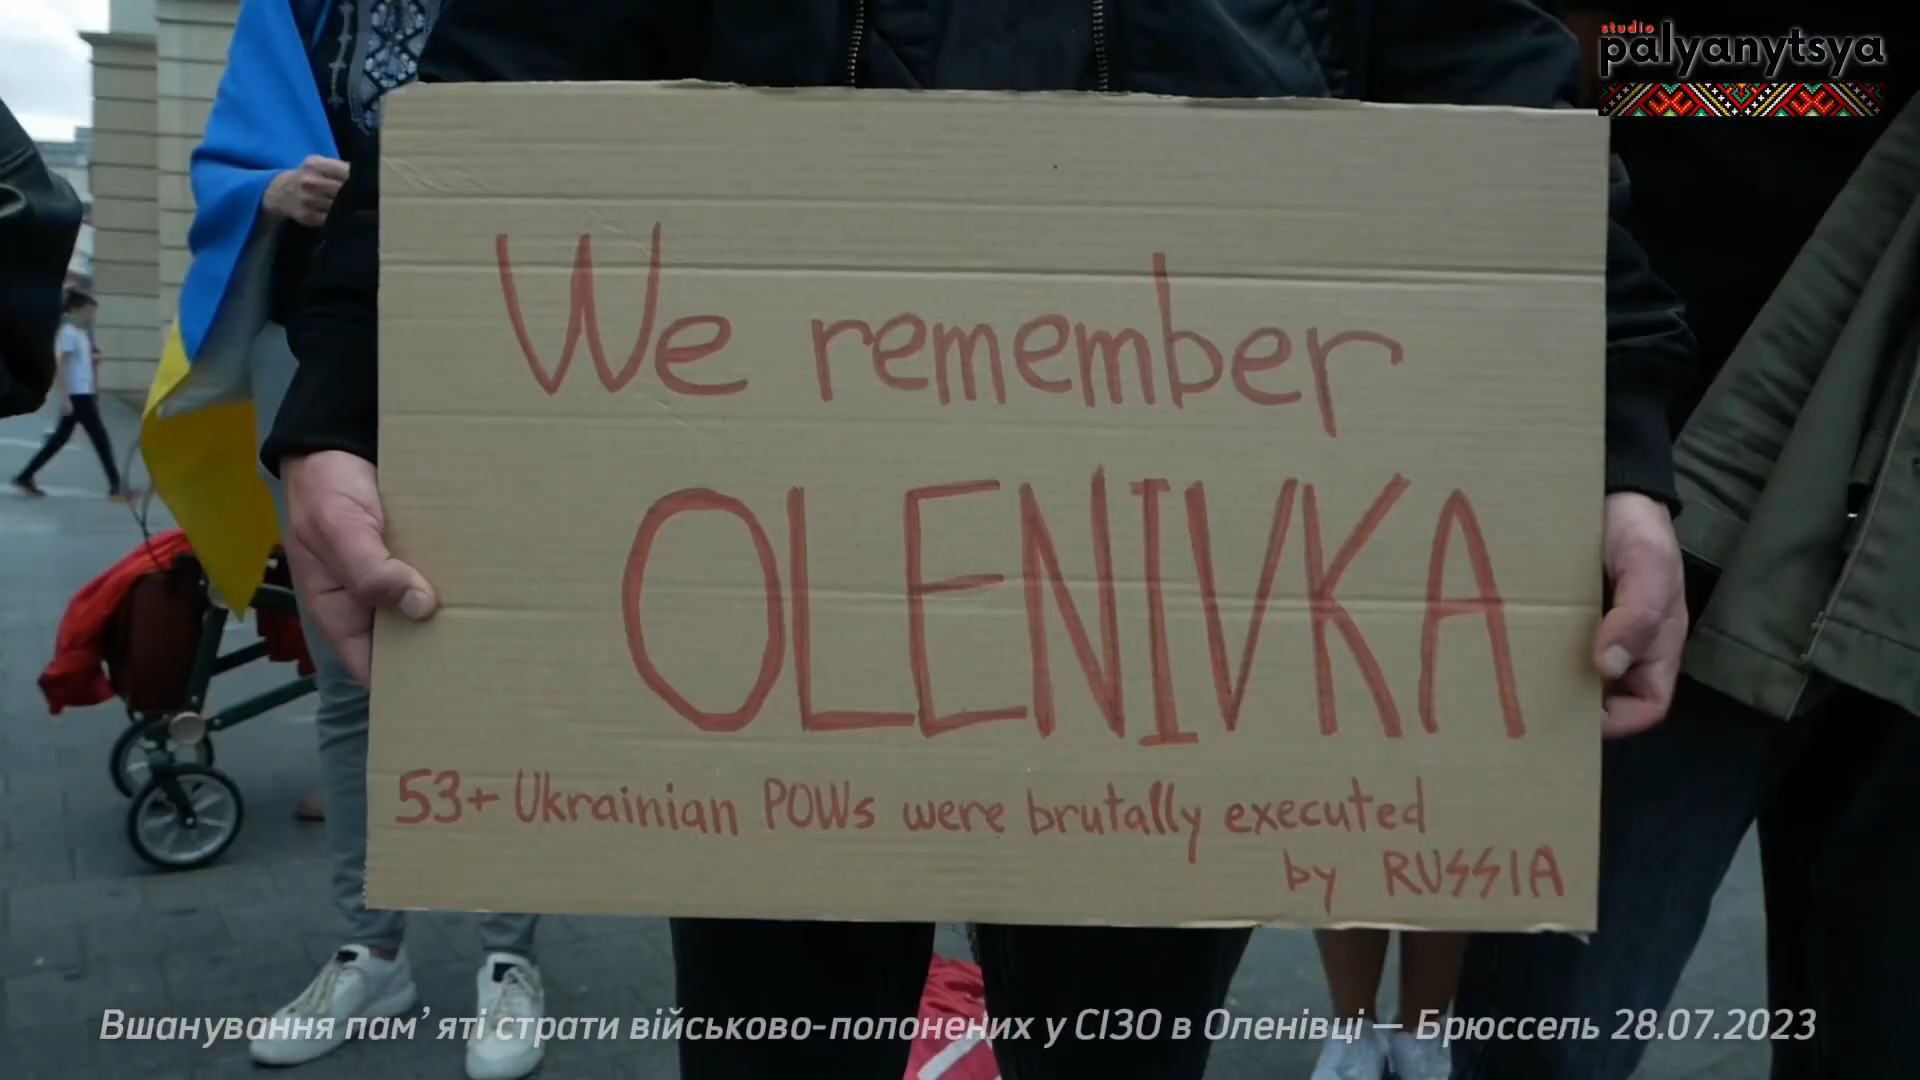 studio
palyanytsya
We remember
OLENIVKA
53+ Ukrainian POWs were brutally executed
by RUSSIA
Вшанування пам’яті страти військово-полонених у СІЗО в Оленівці — Брюссель 28.07.2023